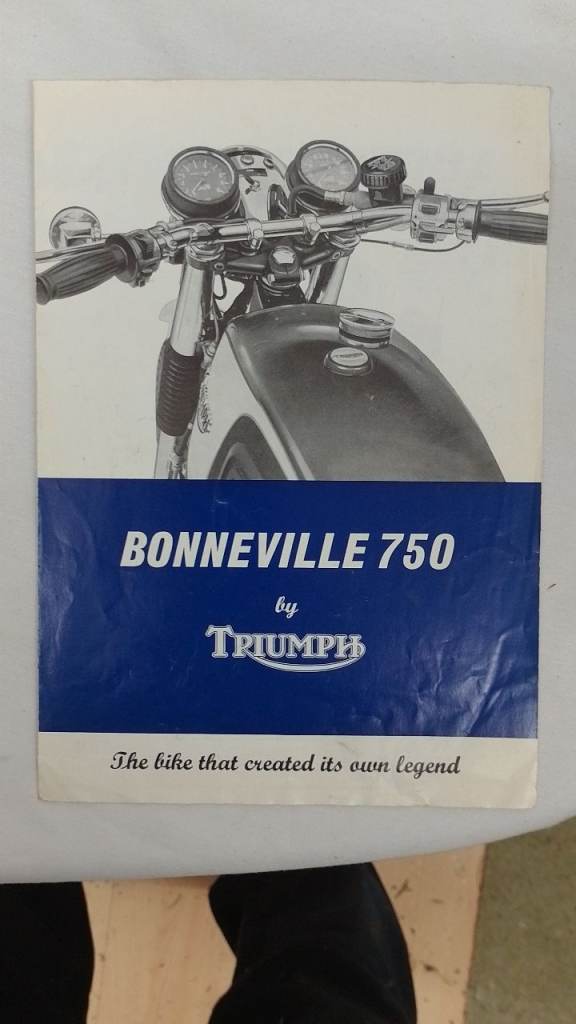 BONNEVILLE 750
by
TRIUMPH
The bike that created its own legend